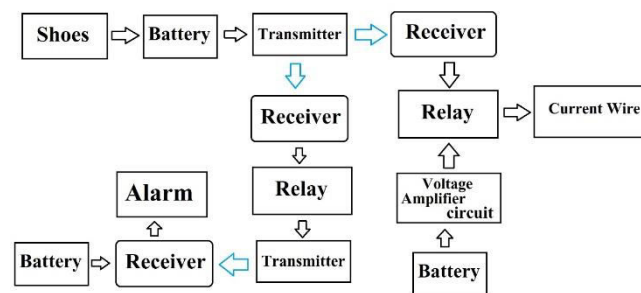 Shoes
Battery
Transmitter
Receiver
Receiver
Relay
Current Wire
Relay
Alarm
Voltage
Amplifier
circuit
Battery
Receiver
Transmitter
Battery